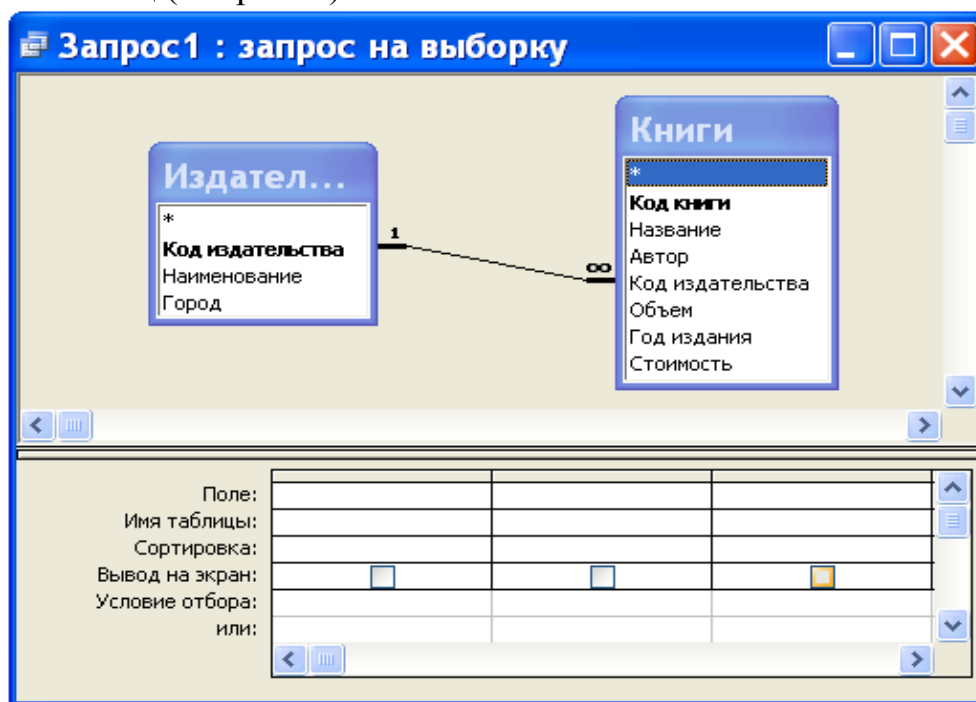 Запрос1 : запрос на выборку
Издател...
*
Код издательства
Наименование
Город
1
∞
Книги
*
Код книги
Название
Автор
Код издательства
Объем
Год издания
Стоимость
Поле:
Имя таблицы:
Сортировка:
Вывод на экран:
Условие отбора:
или: